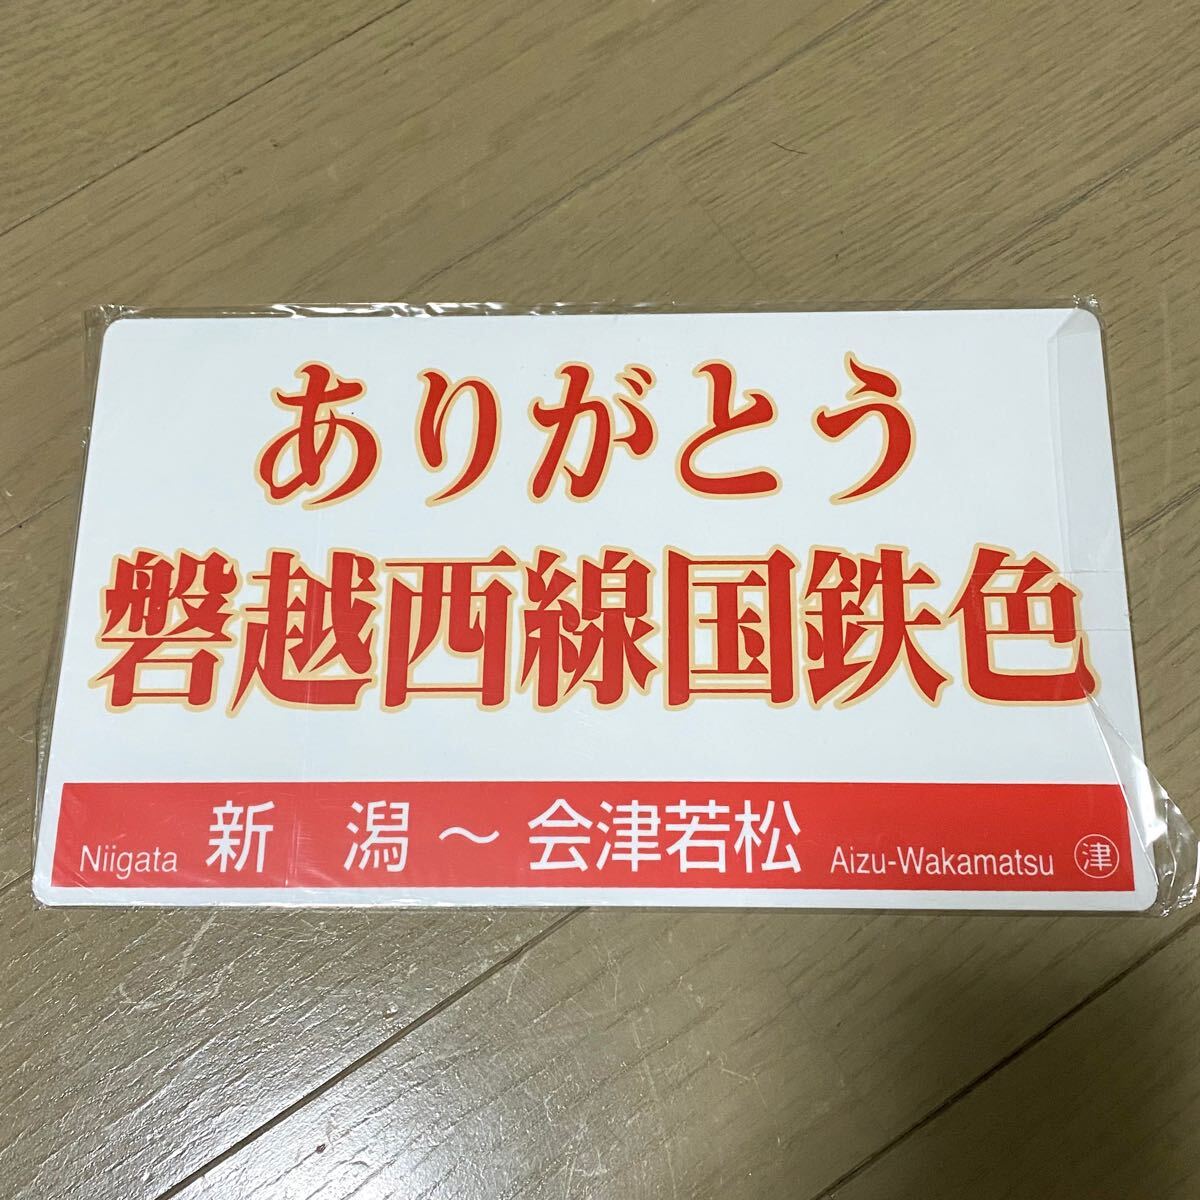 ありがとう
磐越西線国鉄色
Niigata 新 潟 〜 会津若松 Aizu-Wakamatsu 津